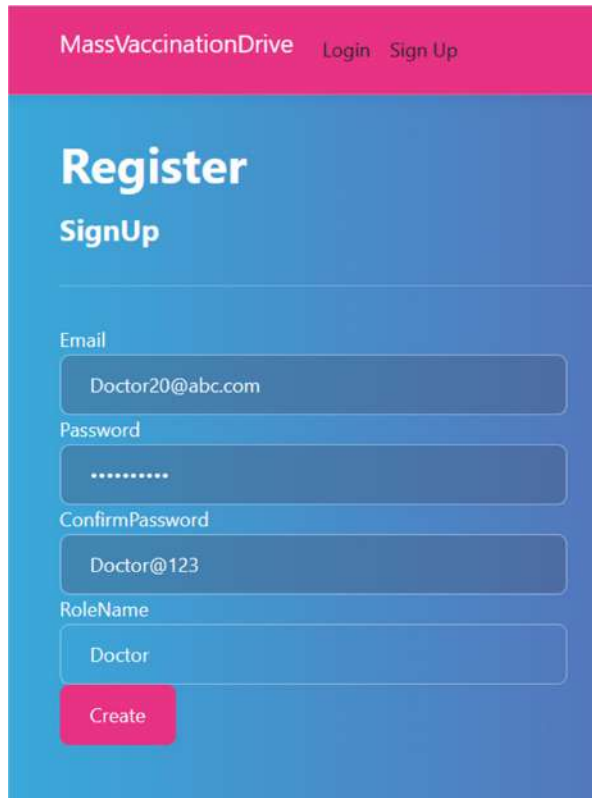 MassVaccinationDrive Login Sign Up
Register
SignUp
Email
Doctor20@abc.com
Password
••••••••••
ConfirmPassword
Doctor@123
RoleName
Doctor
Create